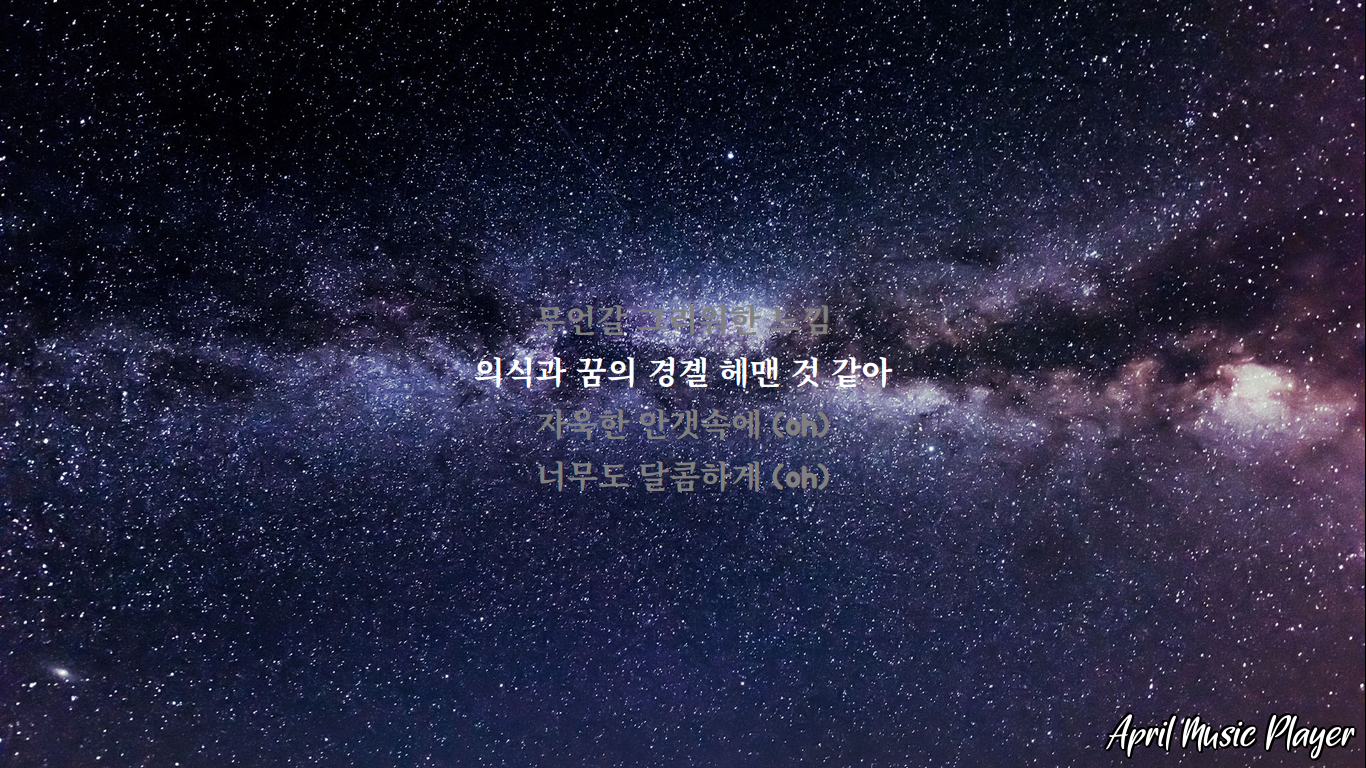 무언갈 그리워한 느낌
의식과 꿈의 경곌 헤맨 것 같아
자욱한 안갯속에 (oh)
너무도 달콤하게 (oh)
April Music Player